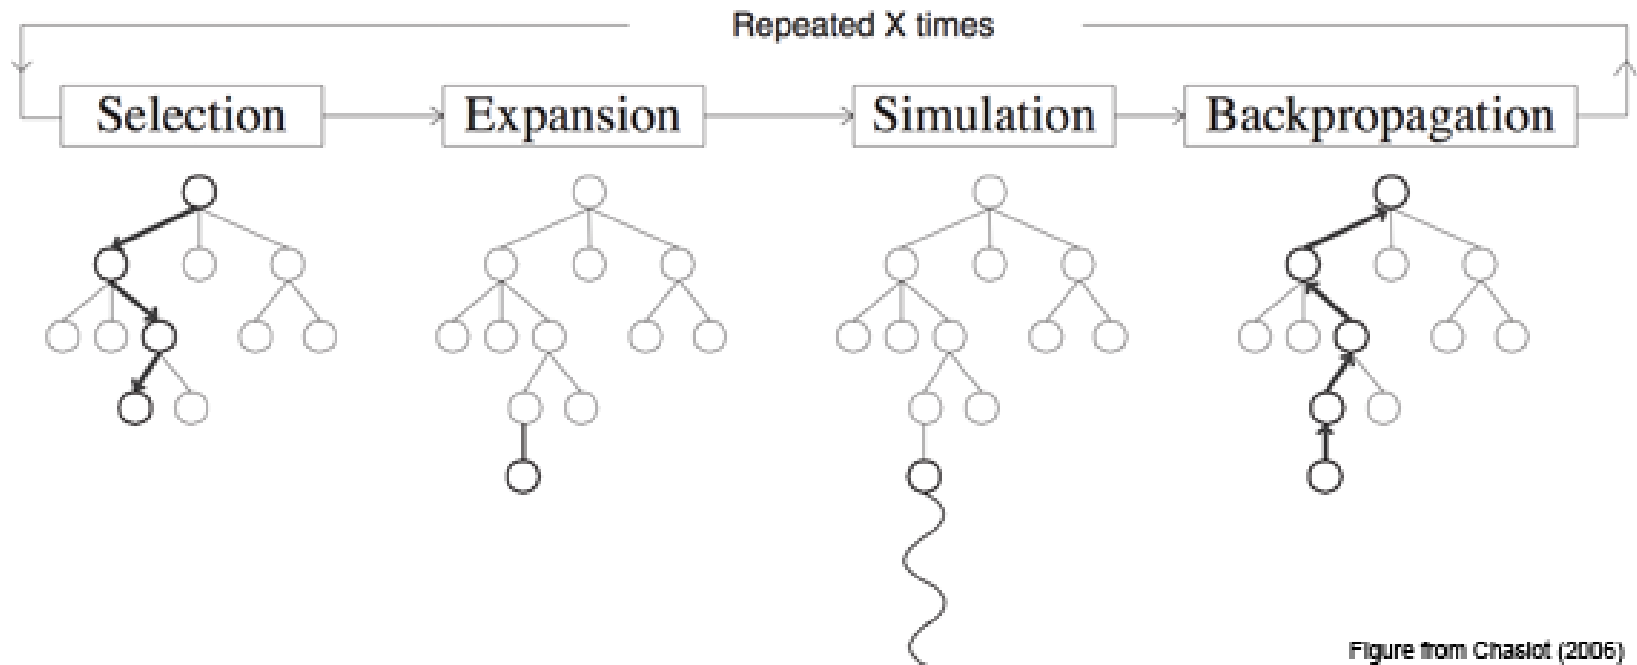 Repeated X times
Selection
Expansion
Simulation
Backpropagation
Figure from Chaslot (2006)